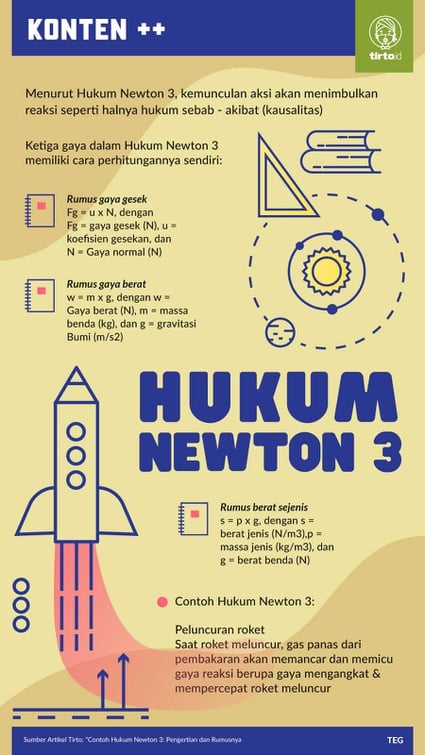 KONTEN ++
tirto.id
Menurut Hukum Newton 3, kemunculan aksi akan menimbulkan
reaksi seperti halnya hukum sebab - akibat (kausalitas)
Ketiga gaya dalam Hukum Newton 3
memiliki cara perhitungannya sendiri:
Rumus gaya gesek
Fg = u x N, dengan
Fg = gaya gesek (N), u =
koefisien gesekan, dan
N = Gaya normal (N)
Rumus gaya berat
w = m x g, dengan w =
Gaya berat (N), m = massa
benda (kg), dan g = gravitasi
Bumi (m/s2)
HUKUM
NEWTON 3
Rumus berat sejenis
s = p x g, dengan s =
berat jenis (N/m3),p =
massa jenis (kg/m3), dan
g = berat benda (N)
Contoh Hukum Newton 3:
Peluncuran roket
Saat roket meluncur, gas panas dari
pembakaran akan memancar dan memicu
gaya reaksi berupa gaya mengangkat &
mempercepat roket meluncur
Sumber Artikel Tirto: "Contoh Hukum Newton 3: Pengertian dan Rumusnya
TEG